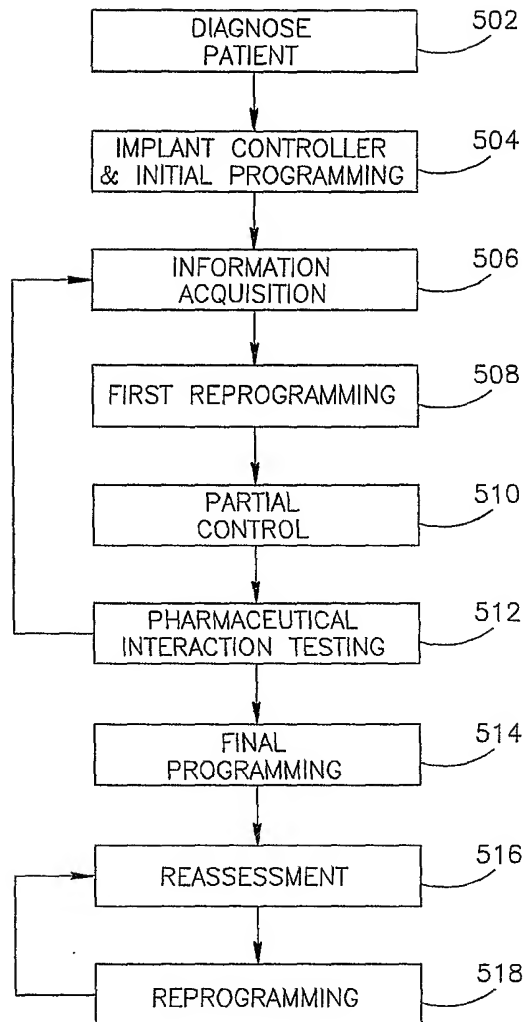 DIAGNOSE
PATIENT
502
IMPLANT CONTROLLER
& INITIAL PROGRAMMING
504
INFORMATION
ACQUISITION
506
FIRST REPROGRAMMING
508
PARTIAL
CONTROL
510
PHARMACEUTICAL
INTERACTION TESTING
512
FINAL
PROGRAMMING
514
REASSESSMENT
516
REPROGRAMMING
518